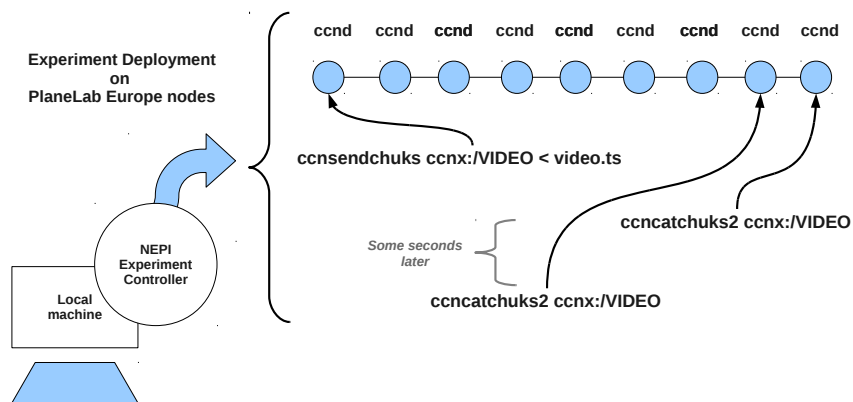 ccnd ccnd ccnd ccnd ccnd ccnd ccnd ccnd ccnd
Experiment Deployment
on
PlaneLab Europe nodes
ccnsendchuks ccnx:/VIDEO < video.ts
ccncatchuks2 ccnx:/VIDEO
Some seconds
later
ccncatchuks2 ccnx:/VIDEO
NEPI
Experiment
Controller
Local
machine